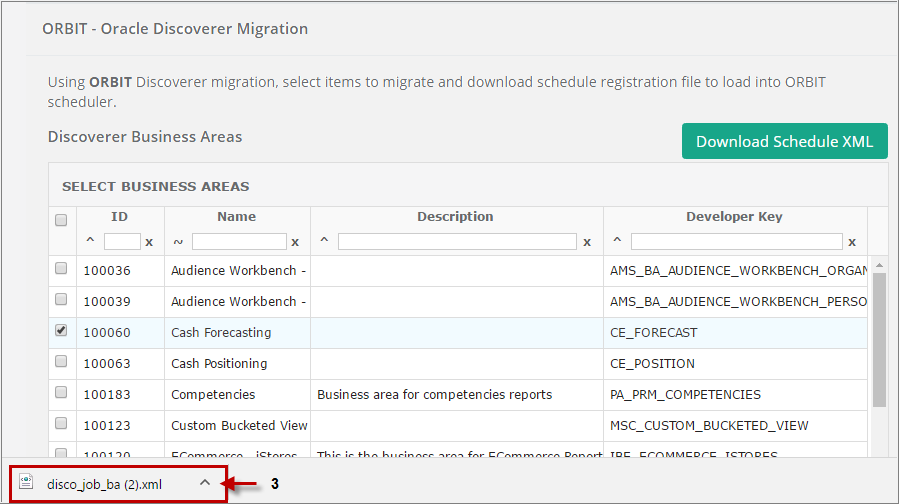 ORBIT - Oracle Discoverer Migration
Using ORBIT Discoverer migration, select items to migrate and download schedule registration file to load into ORBIT
scheduler.
Discoverer Business Areas
Download Schedule XML
SELECT BUSINESS AREAS
ID Name Description Developer Key
^ x ~ x ^ x ^ x
100036 Audience Workbench - AMS_BA_AUDIENCE_WORKBENCH_ORGAN
100039 Audience Workbench - AMS_BA_AUDIENCE_WORKBENCH_PERSO
100060 Cash Forecasting CE_FORECAST
100063 Cash Positioning CE_POSITION
100183 Competencies Business area for competencies reports PA_PRM_COMPETENCIES
100123 Custom Bucketed View MSC_CUSTOM_BUCKETED_VIEW
100120 ECommerce - iStores This is the business area for ECommerce Report IBE_ECOMMERCE_ISTORES
disco_job_ba (2).xml
3